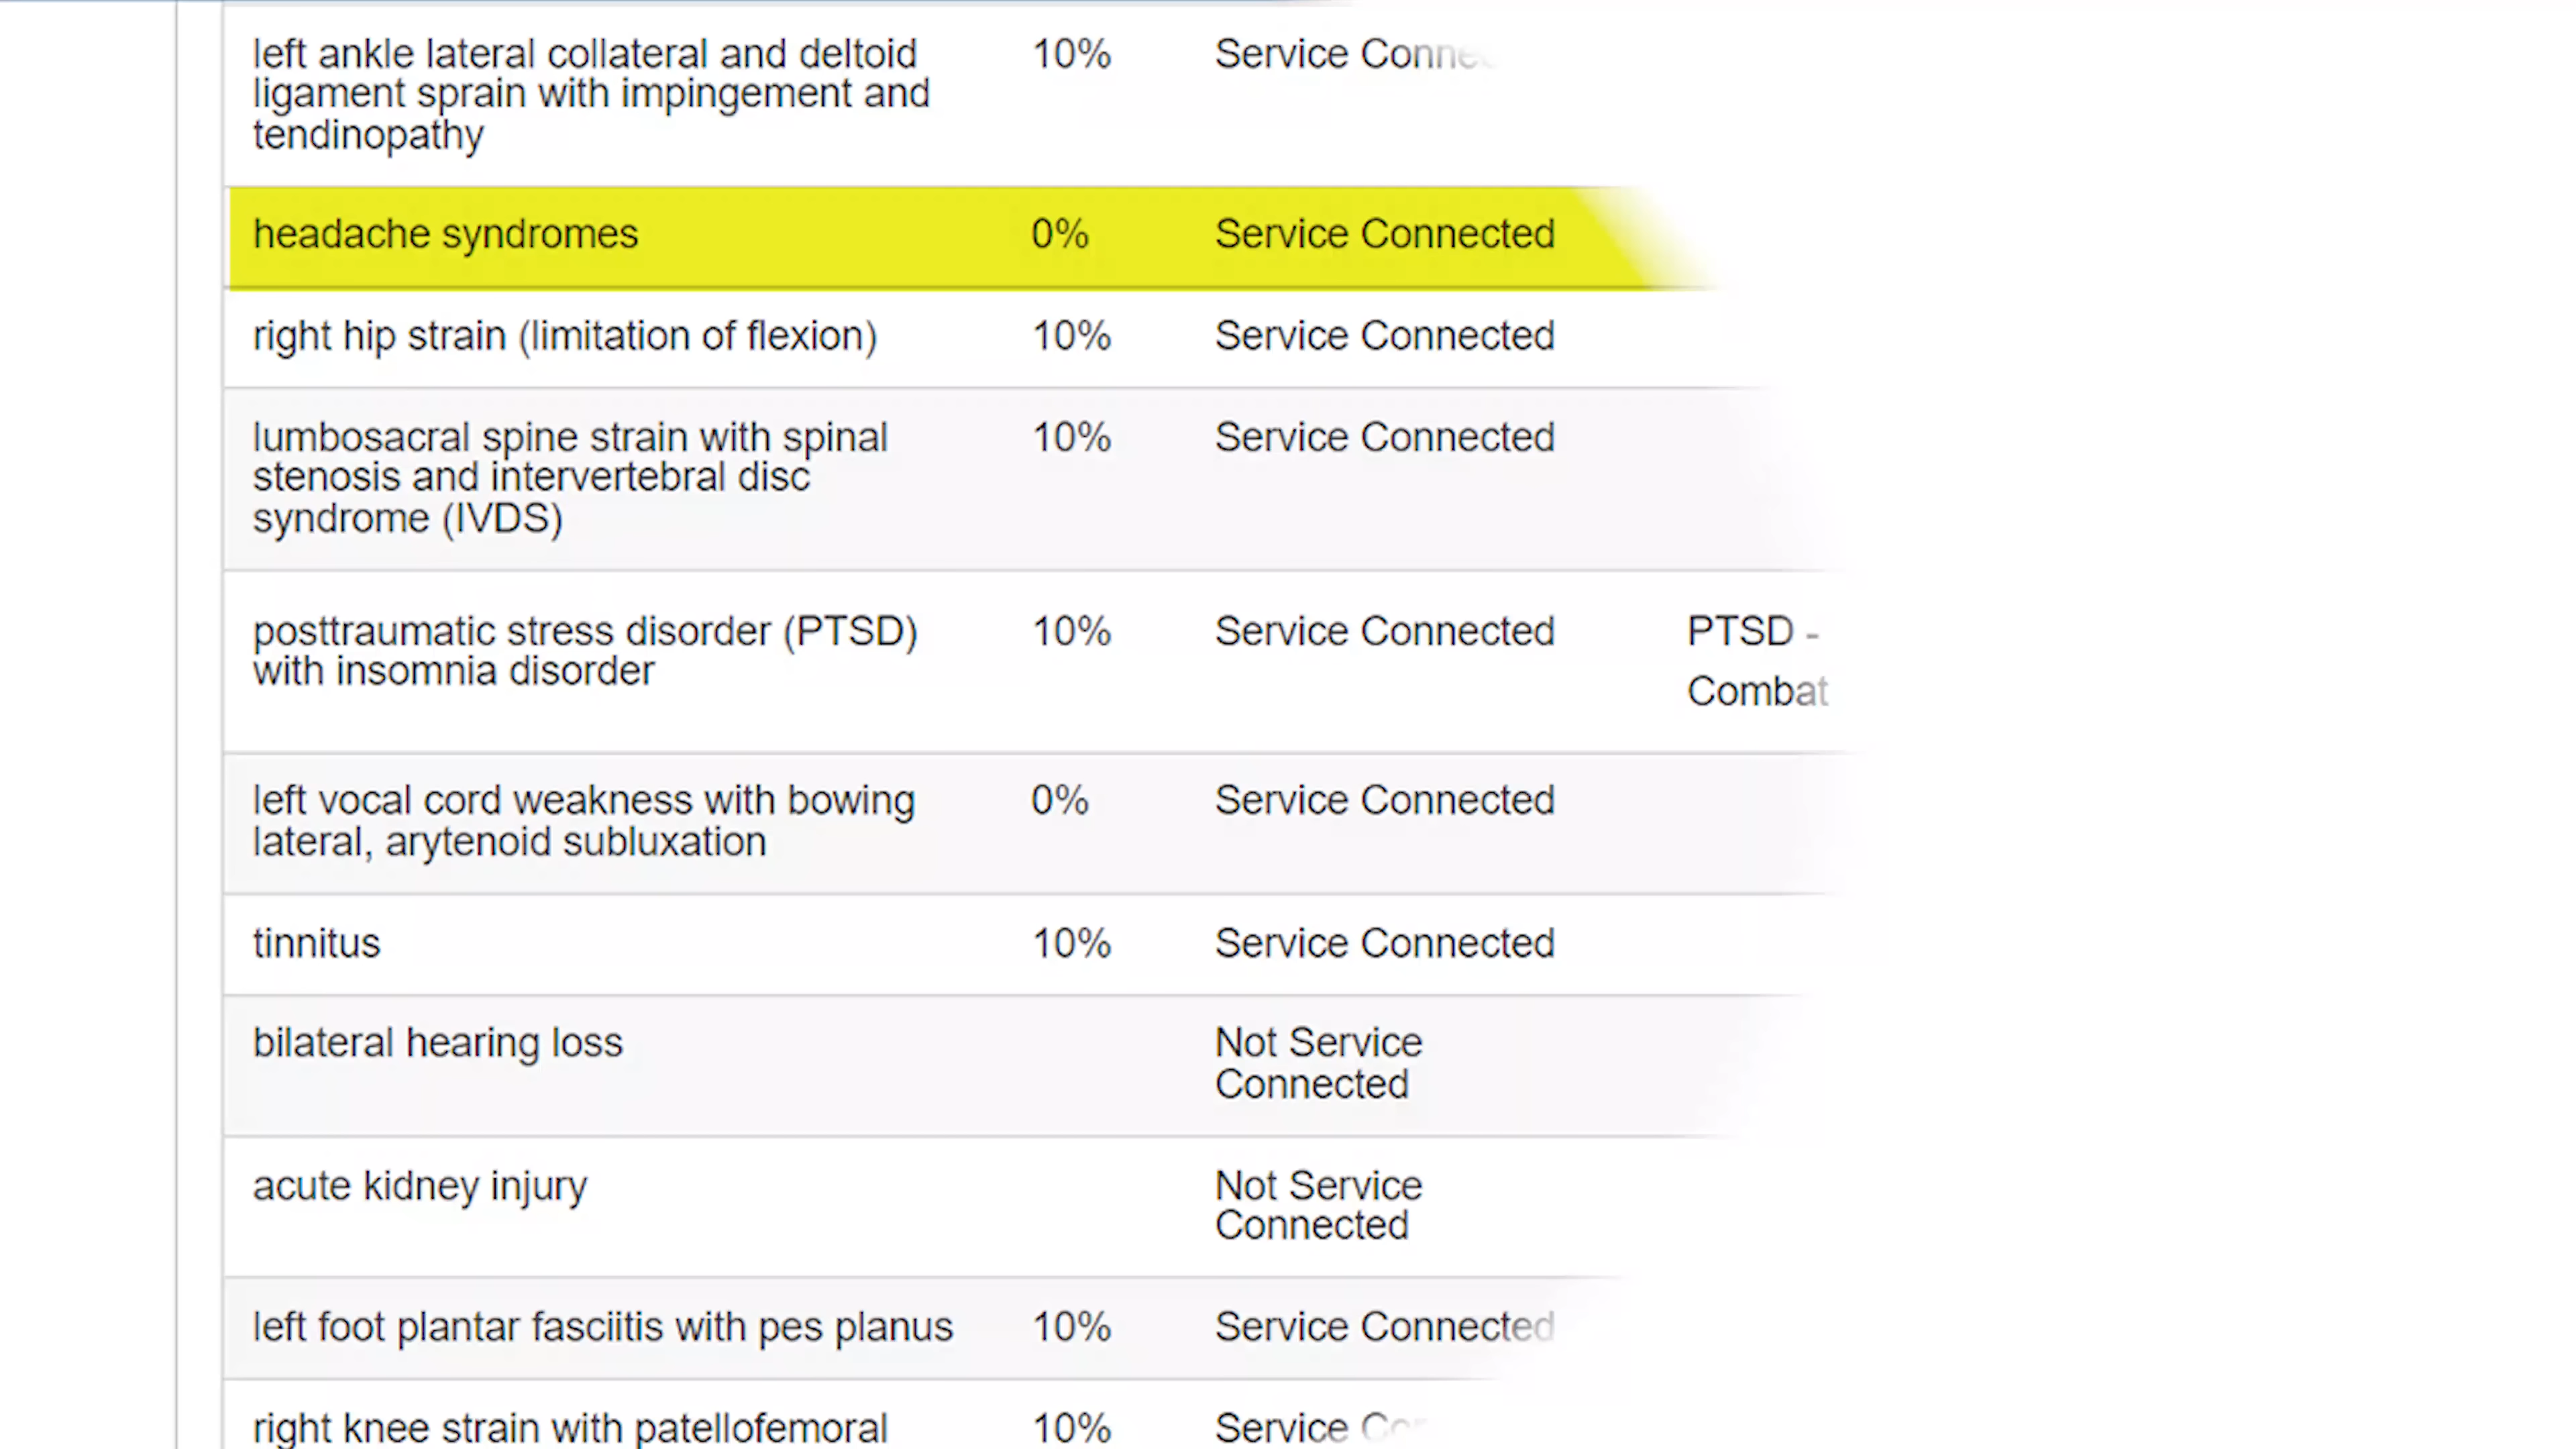 left ankle lateral collateral and deltoid 10% Service
ligament sprain with impingement and
tendinopathy
headache syndromes 0% Service Connected
right hip strain (limitation of flexion) 10% Service Connected
lumbosacral spine strain with spinal 10% Service Connected
stenosis and intervertebral disc
syndrome (IVDS)
posttraumatic stress disorder (PTSD) 10% Service Connected PTSD -
with insomnia disorder
Combat
left vocal cord weakness with bowing 0% Service Connected
lateral, arytenoid subluxation
tinnitus 10% Service Connected
bilateral hearing loss Not Service
Connected
acute kidney injury Not Service
Connected
left foot plantar fasciitis with pes planus 10% Service Connected
right knee strain with patellofemoral 10% Service